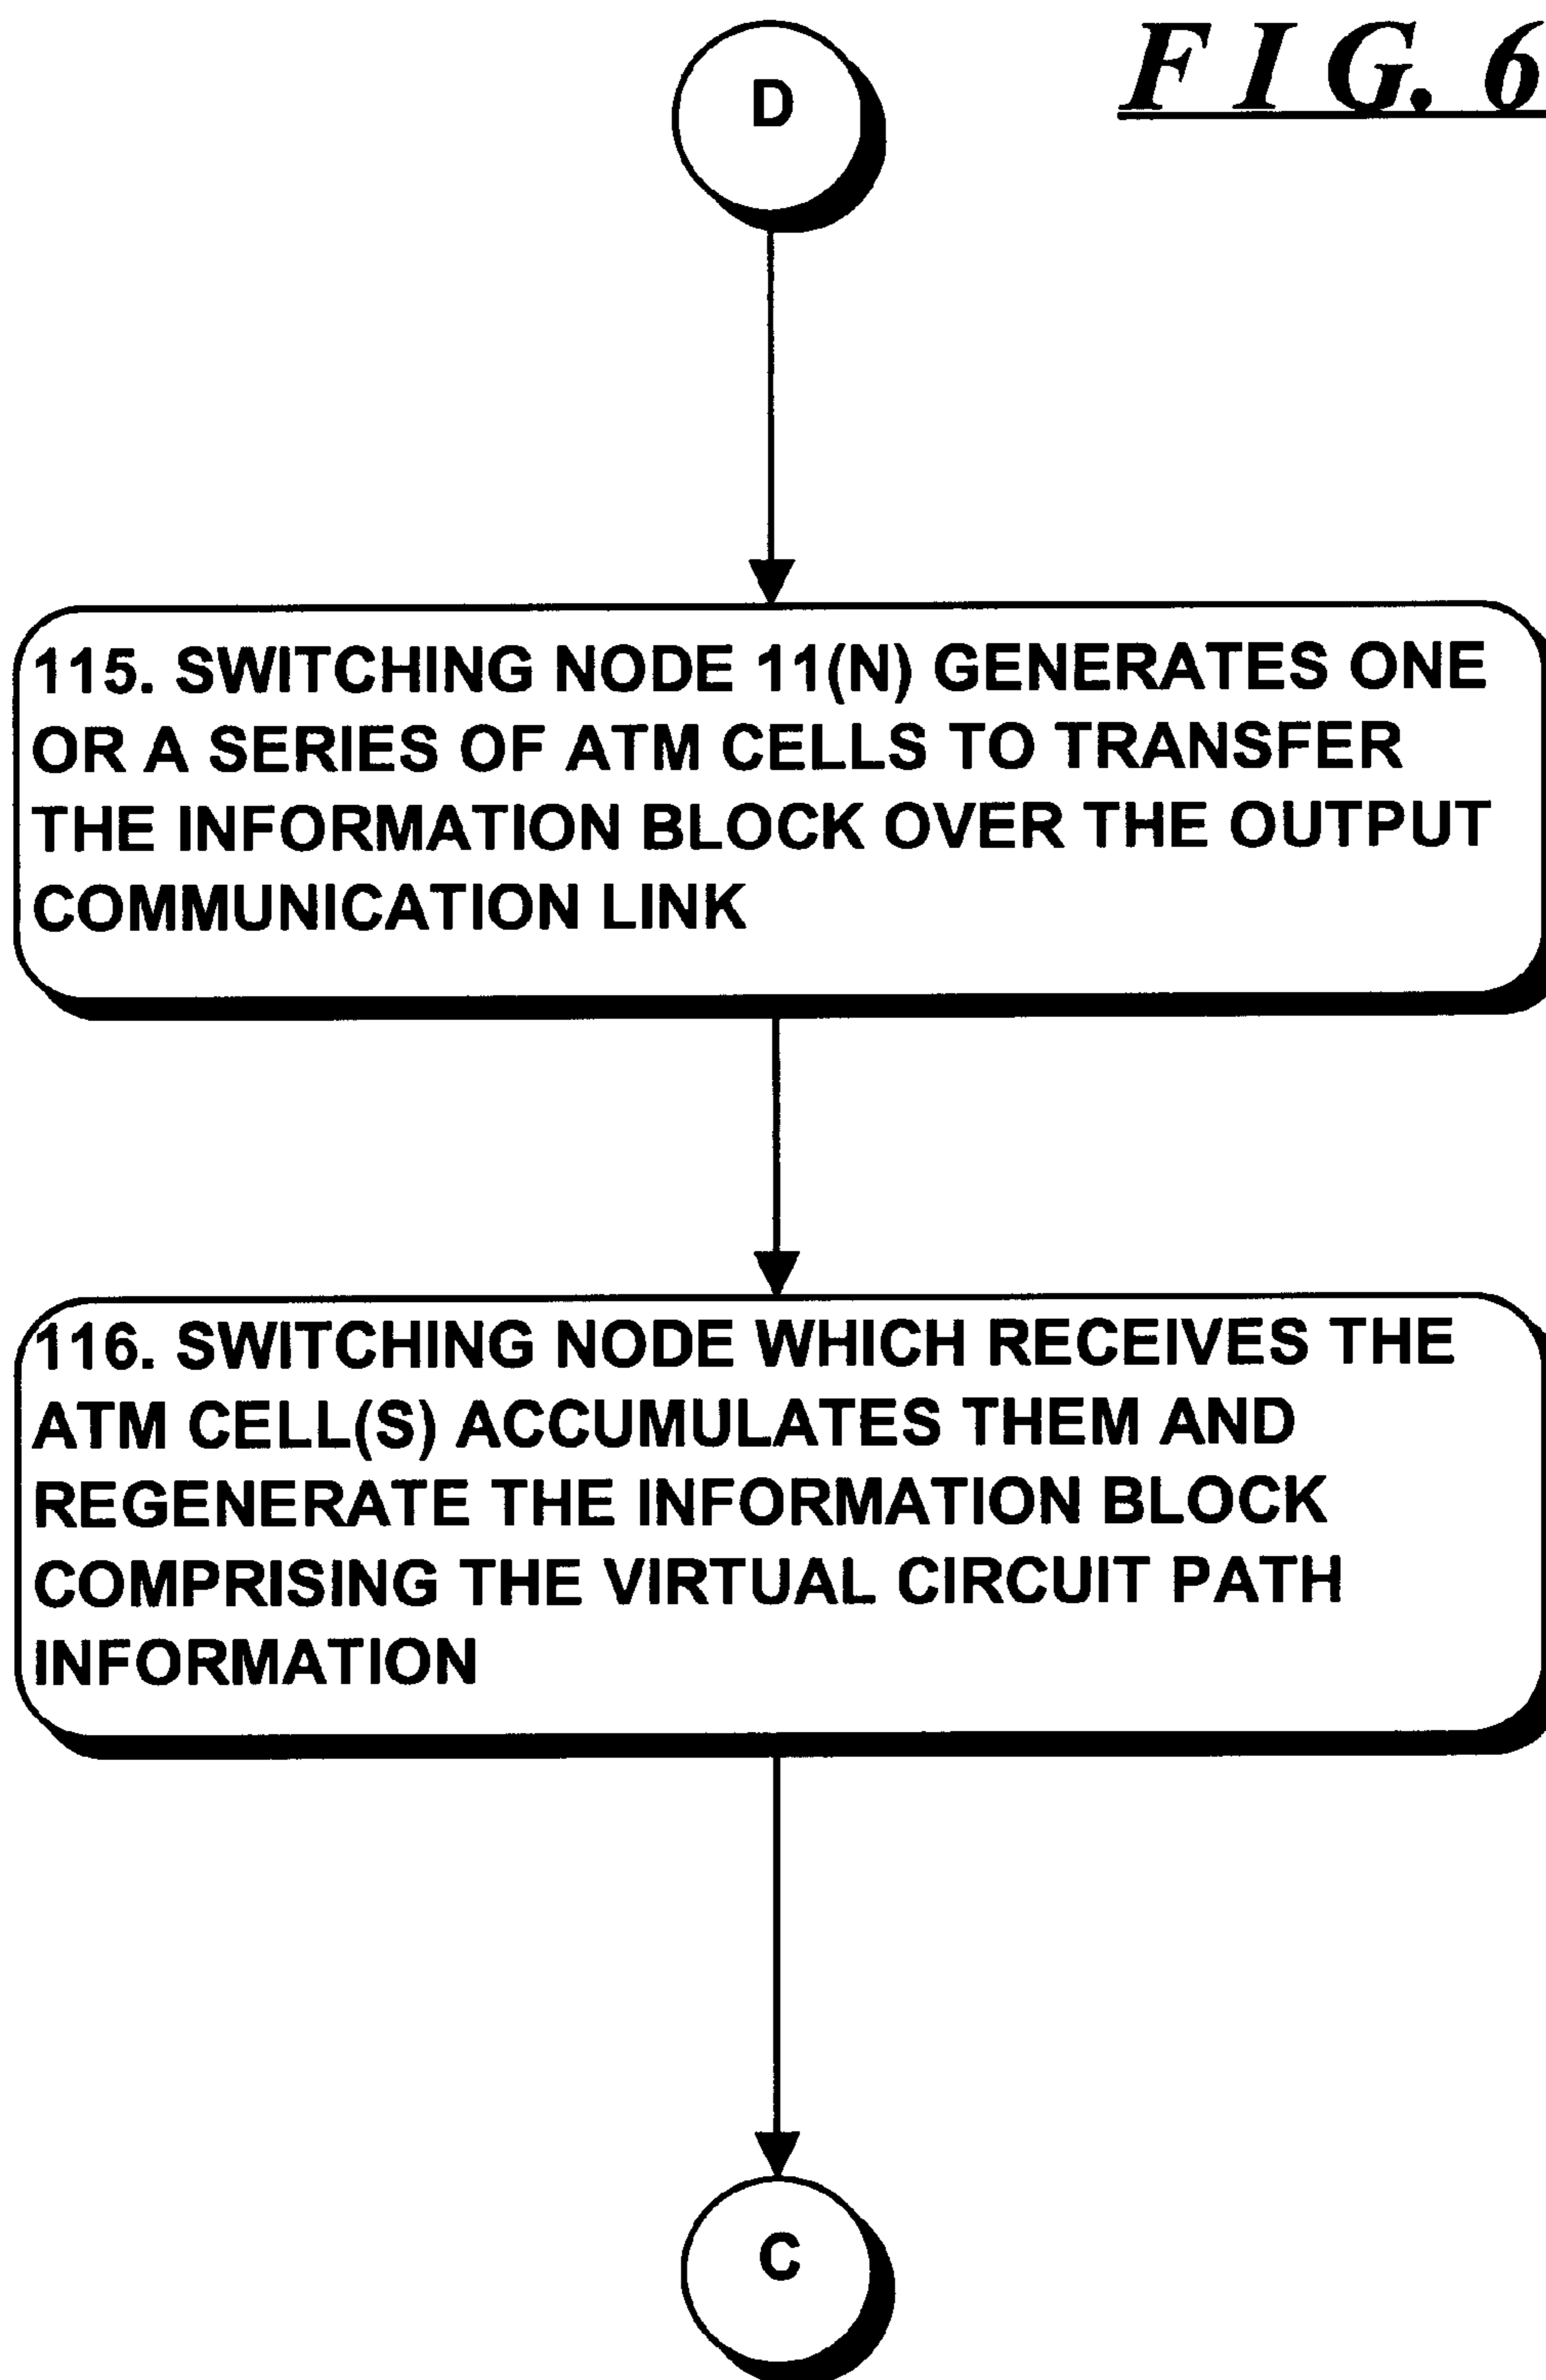 FIG. 6
D
115. SWITCHING NODE 11(N) GENERATES ONE
OR A SERIES OF ATM CELLS TO TRANSFER
THE INFORMATION BLOCK OVER THE OUTPUT
COMMUNICATION LINK
116. SWITCHING NODE WHICH RECEIVES THE
ATM CELL(S) ACCUMULATES THEM AND
REGENERATE THE INFORMATION BLOCK
COMPRISING THE VIRTUAL CIRCUIT PATH
INFORMATION
C